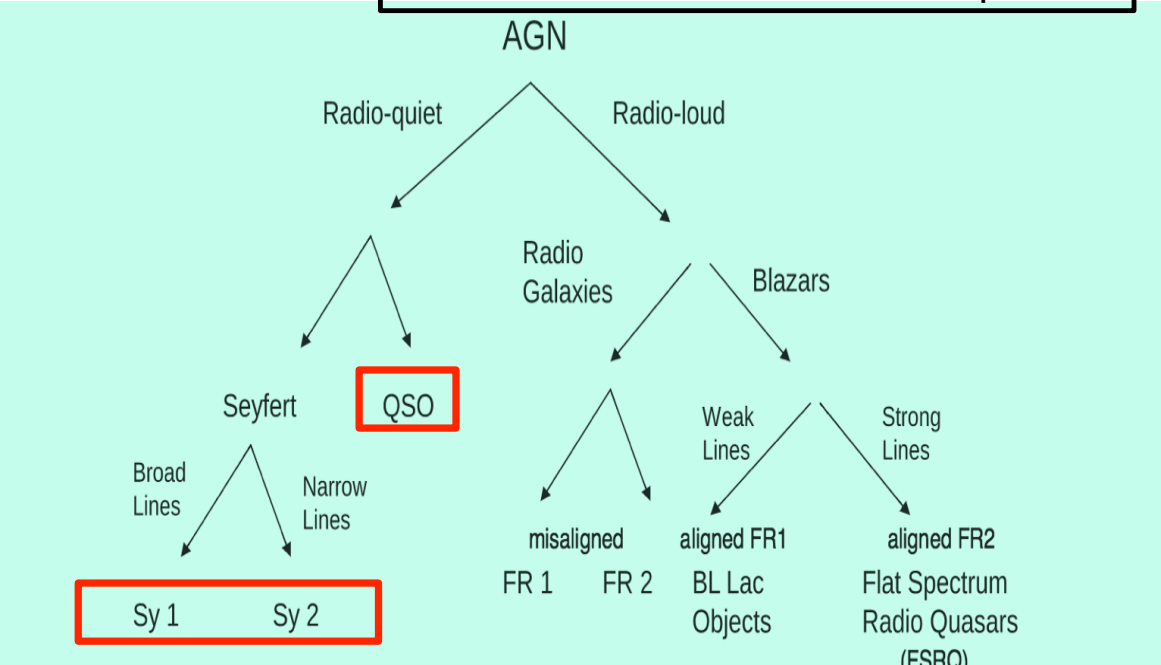 AGN
Radio-quiet
Radio-loud
Radio
Galaxies
Blazars
Seyfert
QSO
Weak
Lines
Strong
Lines
Broad
Lines
Narrow
Lines
misaligned
aligned FR1
aligned FR2
FR 1
FR 2
BL Lac
Objects
Flat Spectrum
Radio Quasars
(FSRQ)
Sy 1
Sy 2